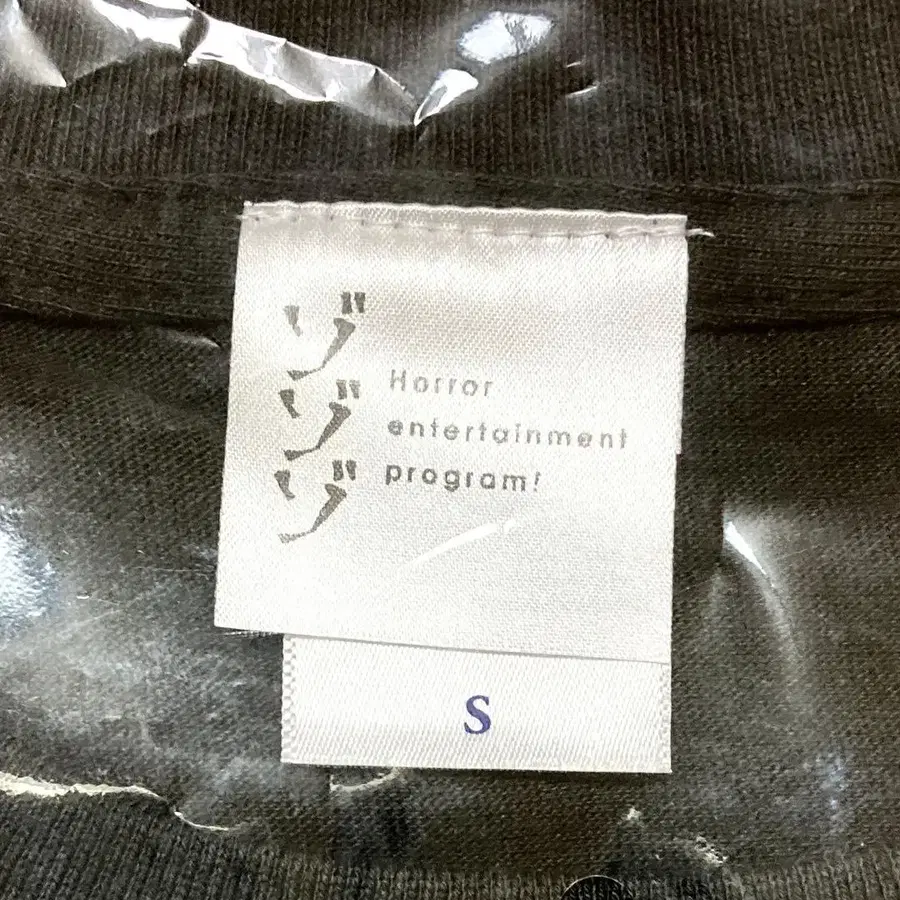 ゾゾゾ
Horror
entertainment
program!
S